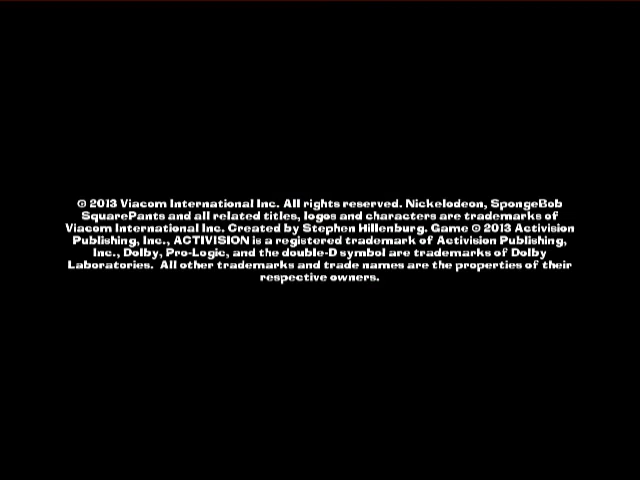 © 2013 Viacom International Inc. All rights reserved. Nickelodeon, SpongeBob
SquarePants and all related titles, logos and characters are trademarks of
Viacom International Inc. Created by Stephen Hillenburg. Game © 2013 Activision
Publishing, Inc., ACTIVISION is a registered trademark of Activision Publishing,
Inc., Dolby, Pro-Logic, and the double-D symbol are trademarks of Dolby
Laboratories. All other trademarks and trade names are the properties of their
respective owners.